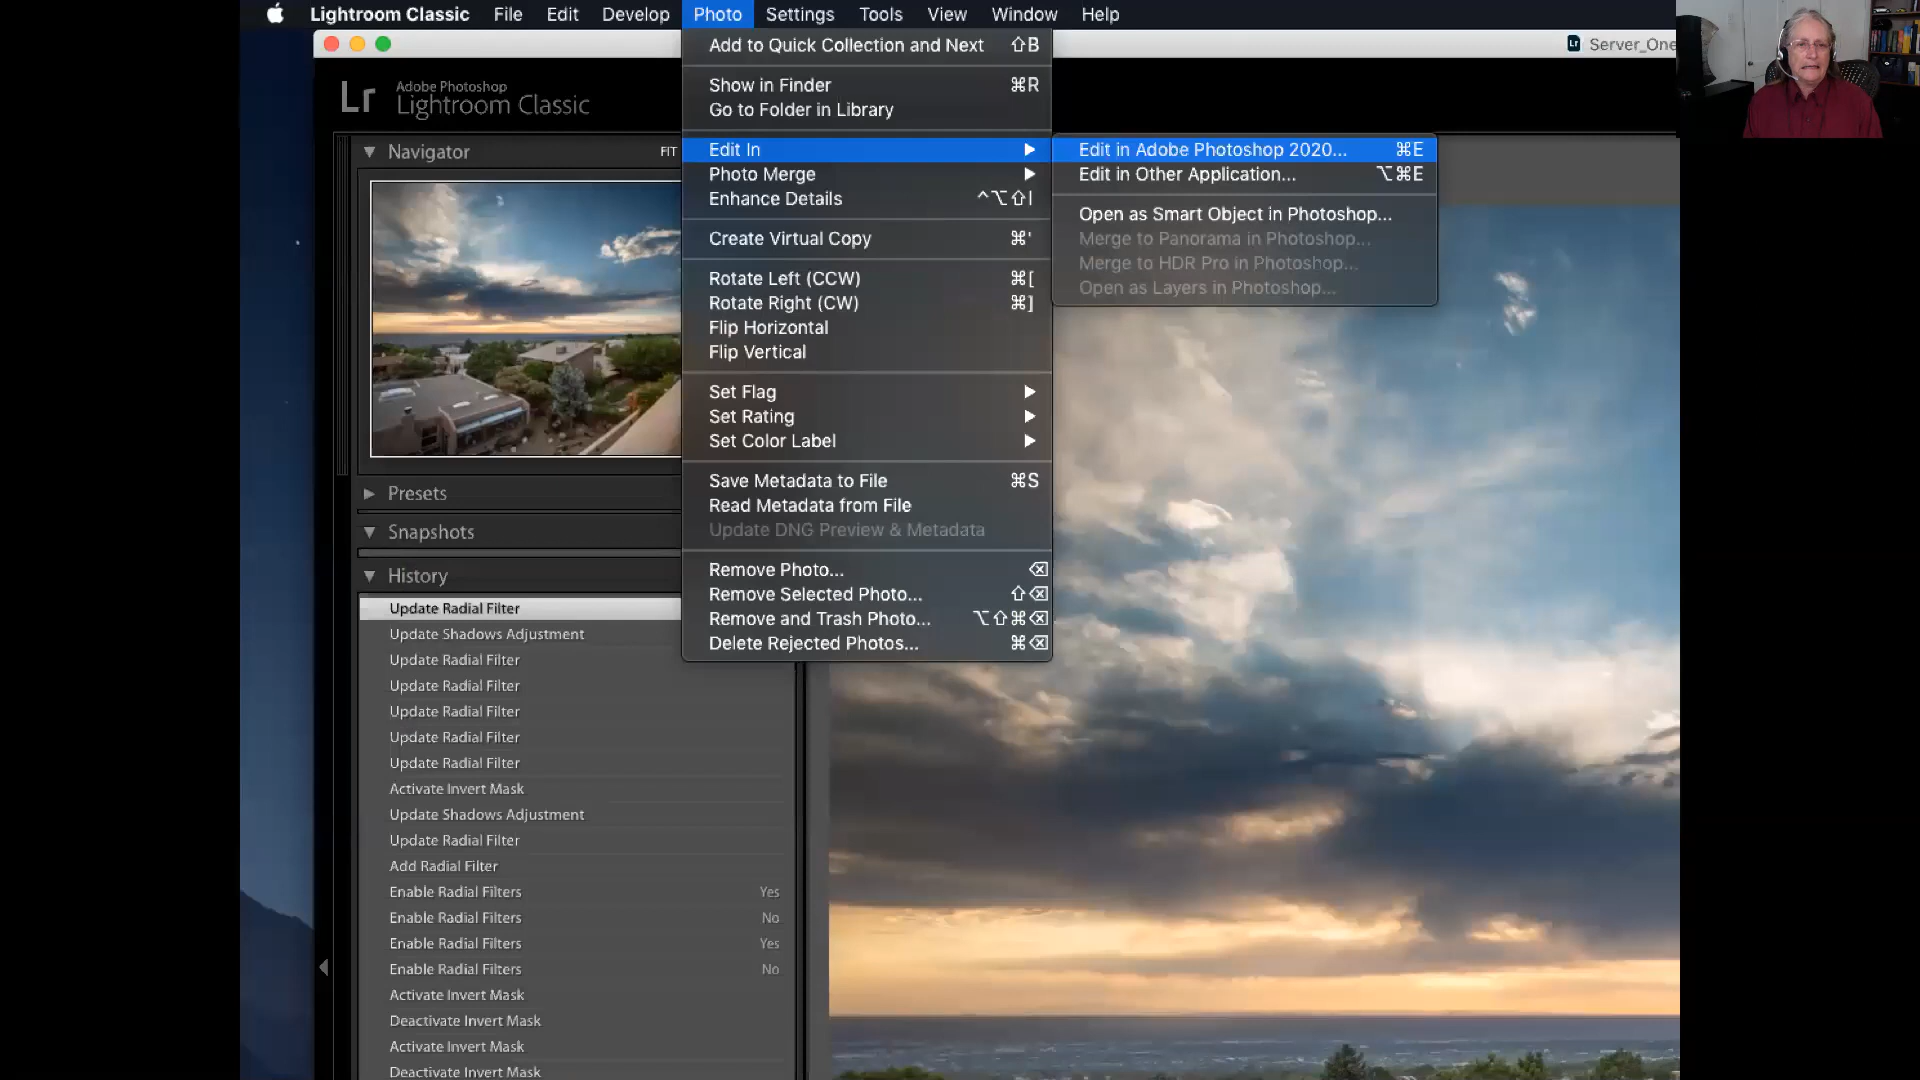 Lightroom Classic File Edit Develop Photo Settings Tools View Window Help
Server_One
Add to Quick Collection and Next ⇧B
Show in Finder ⌘R
Go to Folder in Library
Edit In ▶
Photo Merge ▶
Enhance Details ^⌥⇧I
Create Virtual Copy ⌘'
Rotate Left (CCW) ⌘[
Rotate Right (CW) ⌘]
Flip Horizontal
Flip Vertical
Set Flag ▶
Set Rating ▶
Set Color Label ▶
Save Metadata to File ⌘S
Read Metadata from File
Update DNG Preview & Metadata
Remove Photo... ⌫
Remove Selected Photo... ⇧⌫
Remove and Trash Photo... ⌥⇧⌘⌫
Delete Rejected Photos... ⌘⌫
Edit in Adobe Photoshop 2020... ⌘E
Edit in Other Application... ⌥⌘E
Open as Smart Object in Photoshop...
Merge to Panorama in Photoshop...
Merge to HDR Pro in Photoshop...
Open as Layers in Photoshop...
Lr
Adobe Photoshop
Lightroom Classic
Navigator FIT
Presets
Snapshots
History
Update Radial Filter
Update Shadows Adjustment
Update Radial Filter
Update Radial Filter
Update Radial Filter
Update Radial Filter
Update Radial Filter
Activate Invert Mask
Update Shadows Adjustment
Update Radial Filter
Add Radial Filter
Enable Radial Filters Yes
Enable Radial Filters No
Enable Radial Filters Yes
Enable Radial Filters No
Activate Invert Mask
Deactivate Invert Mask
Activate Invert Mask
Deactivate Invert Mask